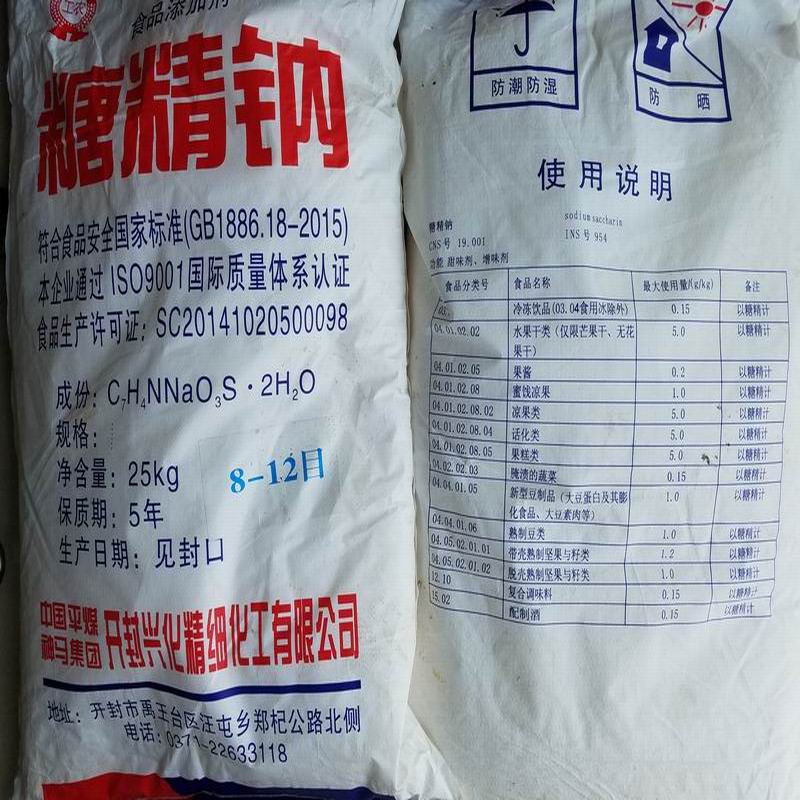 工农
食品添加剂
糖精钠
符合食品安全国家标准(GB1886.18-2015)
本企业通过 ISO9001国际质量体系认证
食品生产许可证: SC20141020500098
成份: C7H4NNaO3S·2H2O
规格:
8-12目
净含量: 25kg
保质期: 5年
生产日期: 见封口
中国平煤
神马集团
开封兴化精细化工有限公司
地址: 开封市禹王台区汪屯乡郑杞公路北侧
电话: 0371-22633118
防潮防湿
防 晒
使用说明
糖精钠 sodium saccharin
CNS号 19.001 INS号 954
功能 甜味剂、增味剂
食品分类号 食品名称 最大使用量/(g/kg) 备注
03. 冷冻饮品(03.04食用冰除外) 0.15 以糖精计
04.01.02.02 水果干类(仅限芒果干、无花 5.0 以糖精计
果干)
04.01.02.05 果酱 0.2 以糖精计
04.01.02.08 蜜饯凉果 1.0 以糖精计
04.01.02.08.02 凉果类 5.0 以糖精计
04.01.02.08.04 话化类 5.0 以糖精计
04.01.02.08.05 果糕类 5.0 以糖精计
04.02.02.03 腌渍的蔬菜 0.15 以糖精计
04.04.01.05 新型豆制品(大豆蛋白及其膨 1.0 以糖精计
化食品、大豆素肉等)
04.04.01.06 熟制豆类 1.0 以糖精计
04.05.02.01.01 带壳熟制坚果与籽类 1.2 以糖精计
04.05.02.01.02 脱壳熟制坚果与籽类 1.0 以糖精计
12.10 复合调味料 0.15 以糖精计
15.02 配制酒 0.15 以糖精计